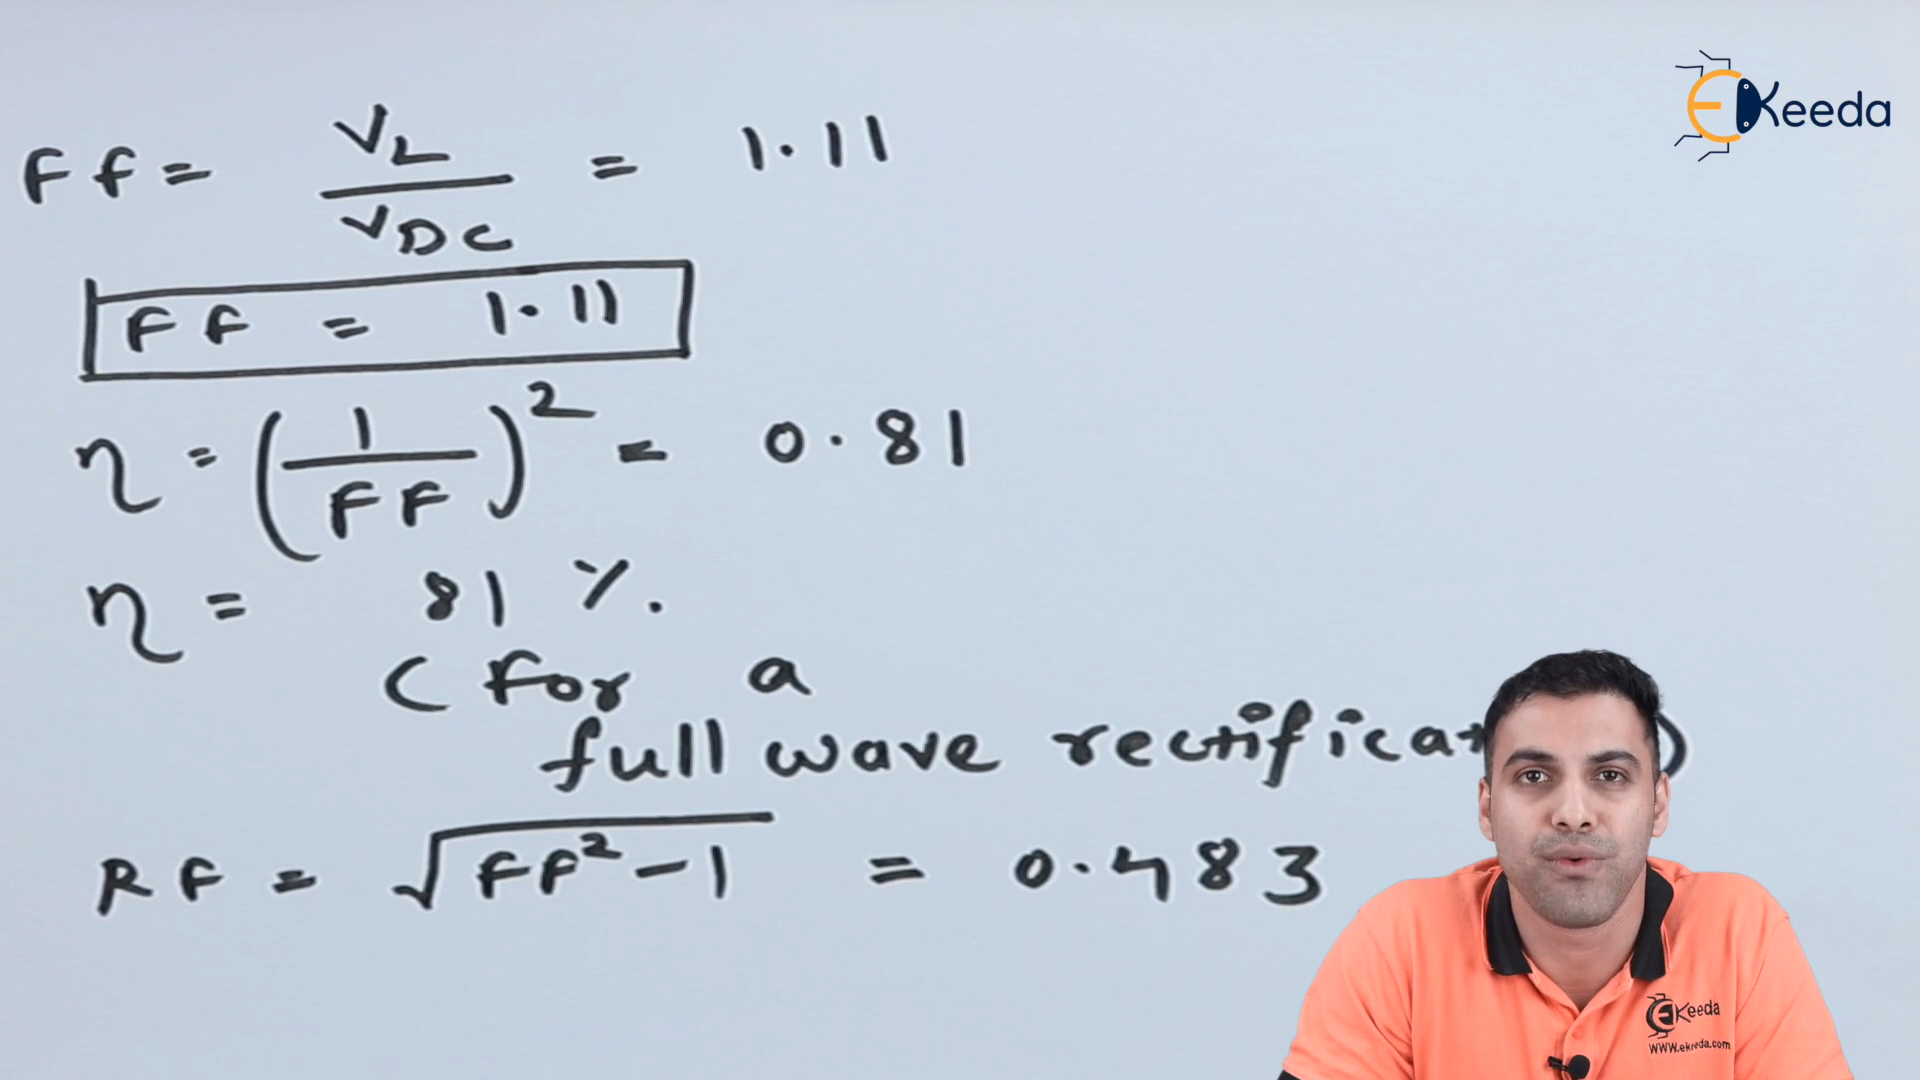 EKeeda
Ff = VL / VDC = 1.11
FF = 1.11
η = (1/FF)² = 0.81
η = 81 %.
(For a
full wave rectificat )
RF = √FF²-1 = 0.483
EKeeda
www.ekeeda.com